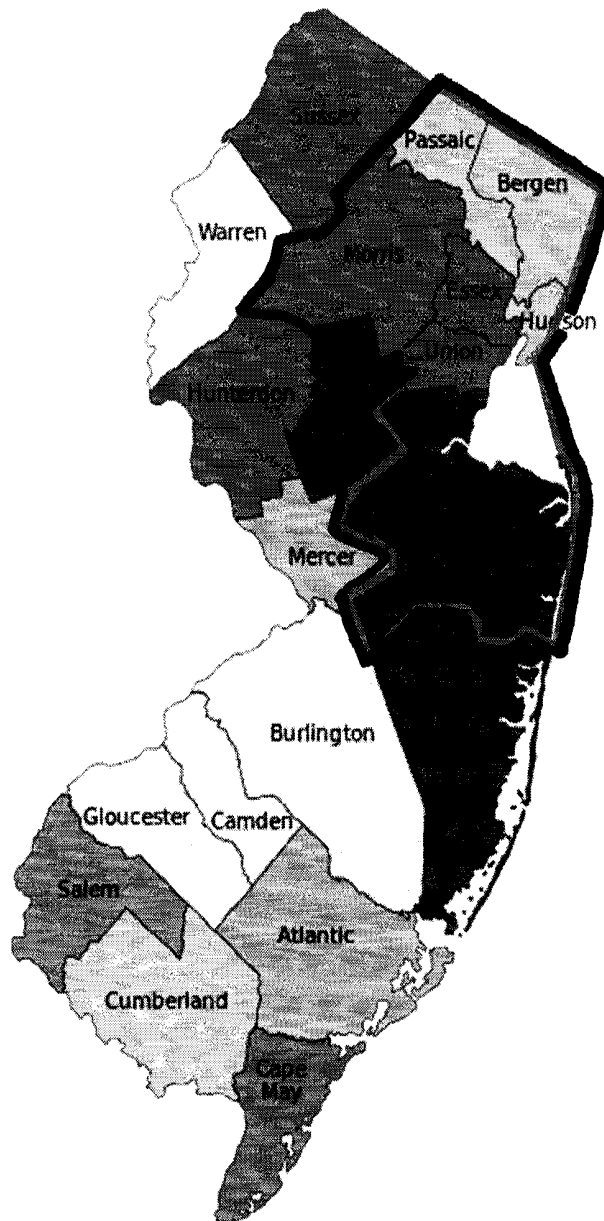 Sussex
Passaic
Bergen
Warren
Morris
Essex
Hudson
Union
Hunterdon
Mercer
Burlington
Gloucester
Camden
Salem
Atlantic
Cumberland
Cape
May